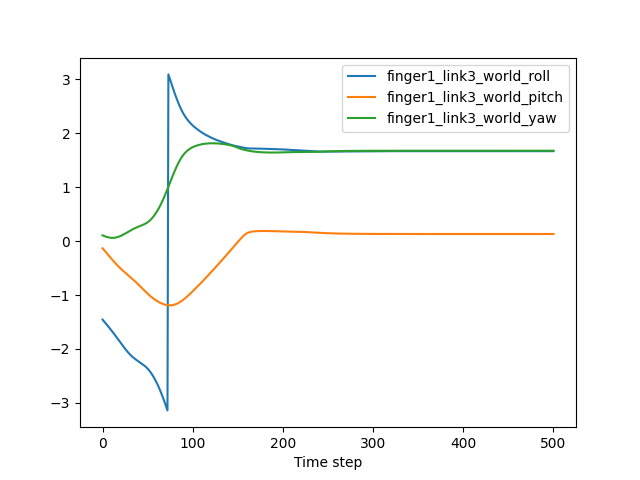 finger1_link3_world_roll
finger1_link3_world_pitch
finger1_link3_world_yaw
3
2
1
0
−1
−2
−3
0 100 200 300 400 500
Time step